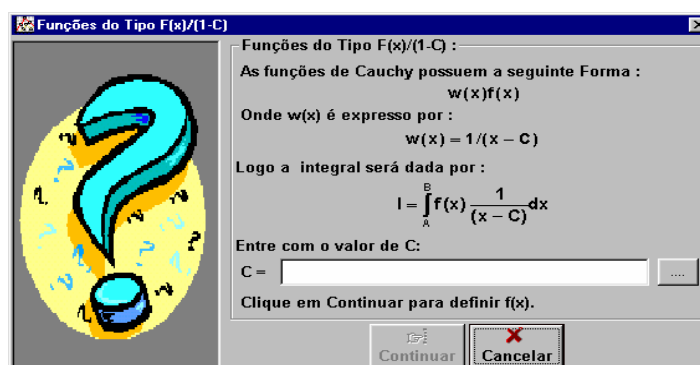 Funções do Tipo F(x)/(1-C)
Funções do Tipo F(x)/(1-C) :
As funções de Cauchy possuem a seguinte Forma :
w(x)f(x)
Onde w(x) é expresso por :
w(x) = 1/(x – C)
Logo a integral será dada por :
I = ∫_A^B f(x) 1/(x – C) dx
Entre com o valor de C:
C =
....
Clique em Continuar para definir f(x).
Continuar
Cancelar